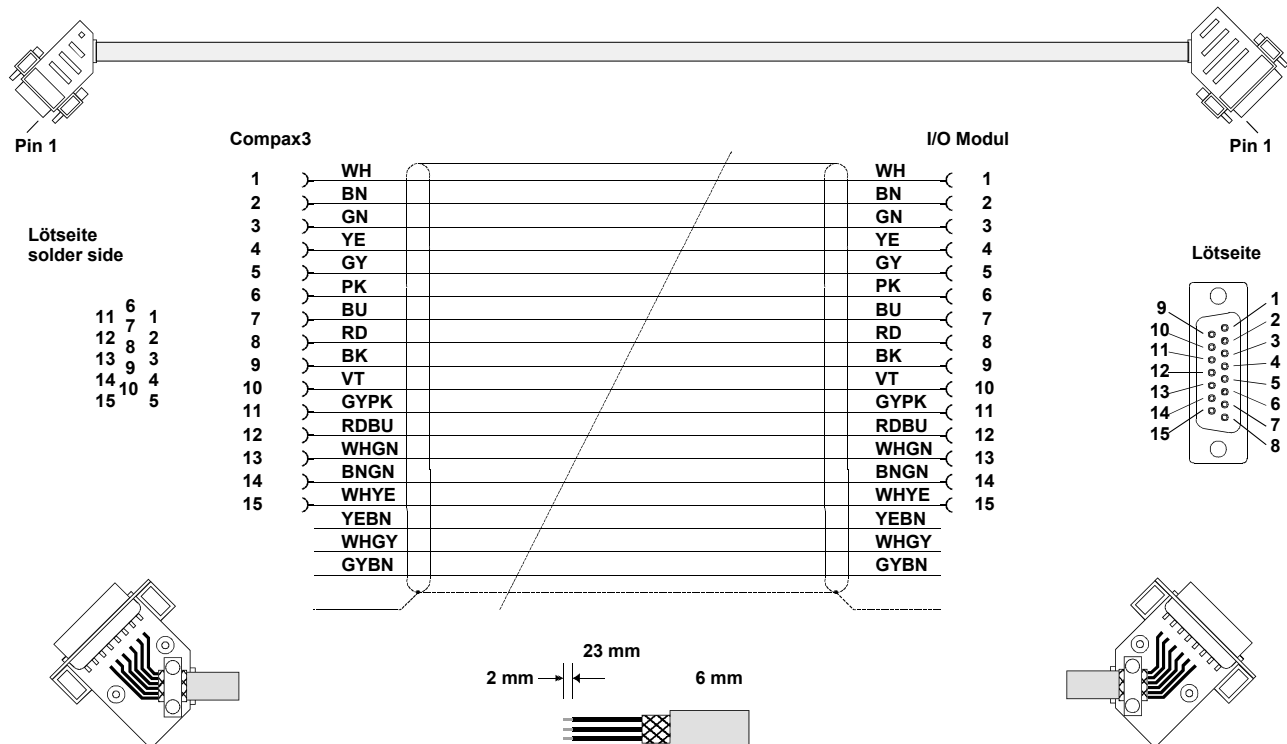 Pin 1
Pin 1
Compax3
I/O Modul
1 WH WH 1
2 BN BN 2
3 GN GN 3
4 YE YE 4
5 GY GY 5
6 PK PK 6
7 BU BU 7
8 RD RD 8
9 BK BK 9
10 VT VT 10
11 GYPK GYPK 11
12 RDBU RDBU 12
13 WHGN WHGN 13
14 BNGN BNGN 14
15 WHYE WHYE 15
YEBN YEBN
WHGY WHGY
GYBN GYBN
Lötseite
solder side
6
11 1
7
12 2
8
13 3
9
14 4
10
15 5
Lötseite
1
9
2
10
3
11
4
12
5
13
6
14
7
15
8
23 mm
2 mm
6 mm